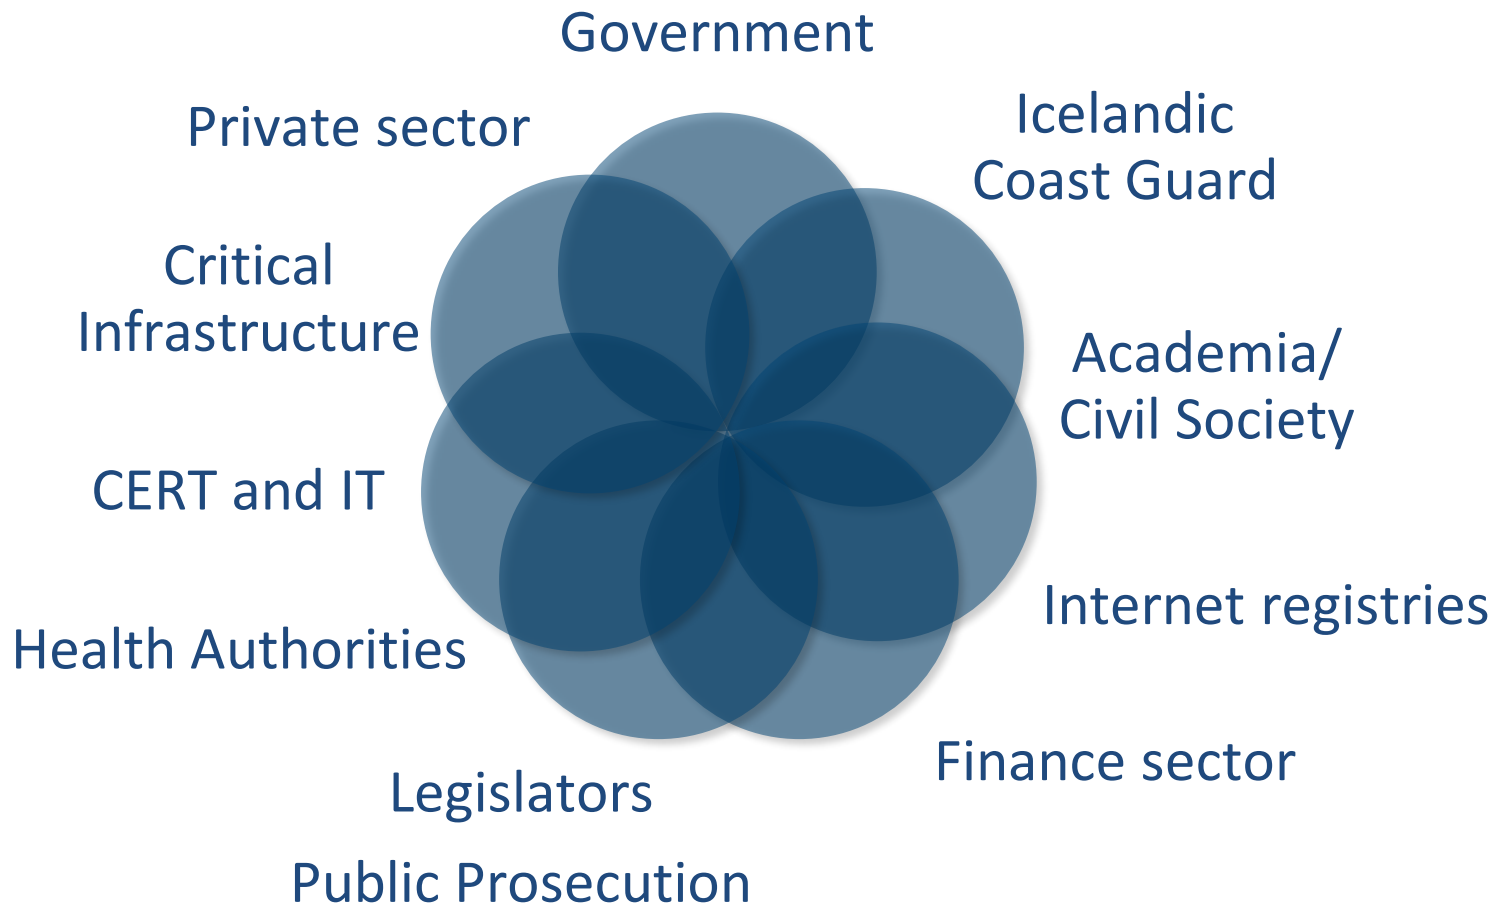 Government
Private sector
Icelandic
Coast Guard
Critical
Infrastructure
Academia/
Civil Society
CERT and IT
Internet registries
Health Authorities
Finance sector
Legislators
Public Prosecution